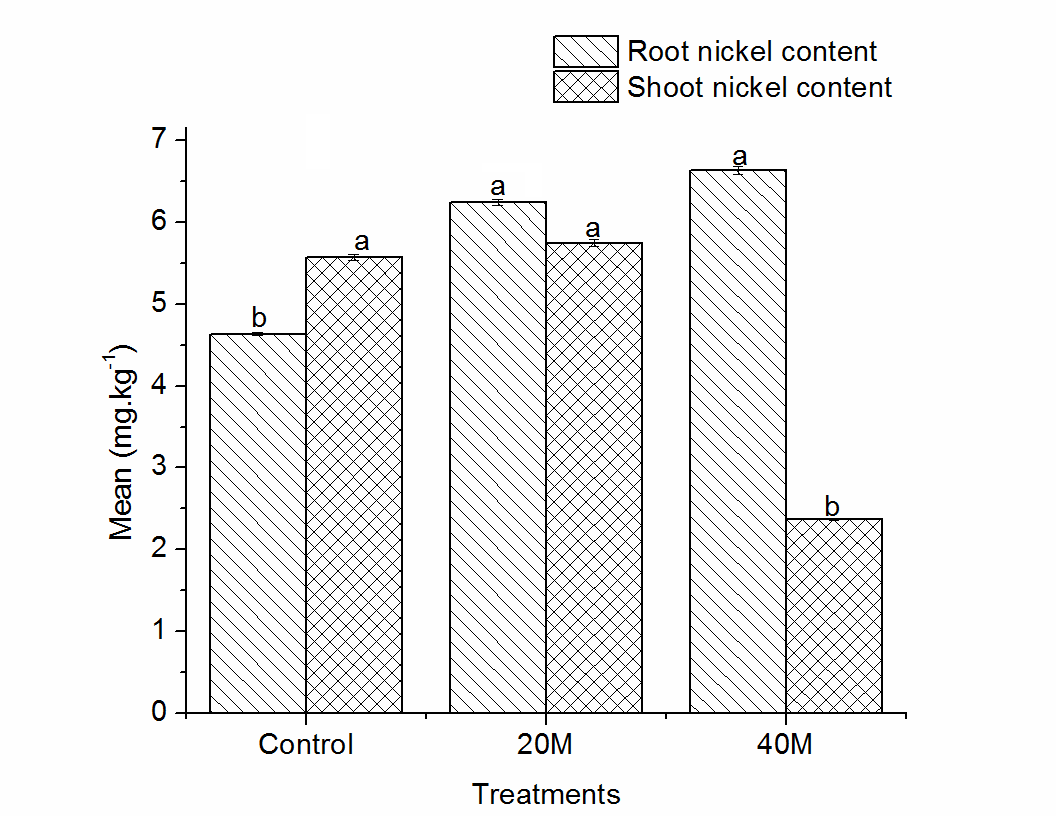 Root nickel content
Shoot nickel content
7
6
5
4
3
2
1
0
Mean (mg.kg⁻¹)
b
a
a
a
a
b
Control
20M
40M
Treatments